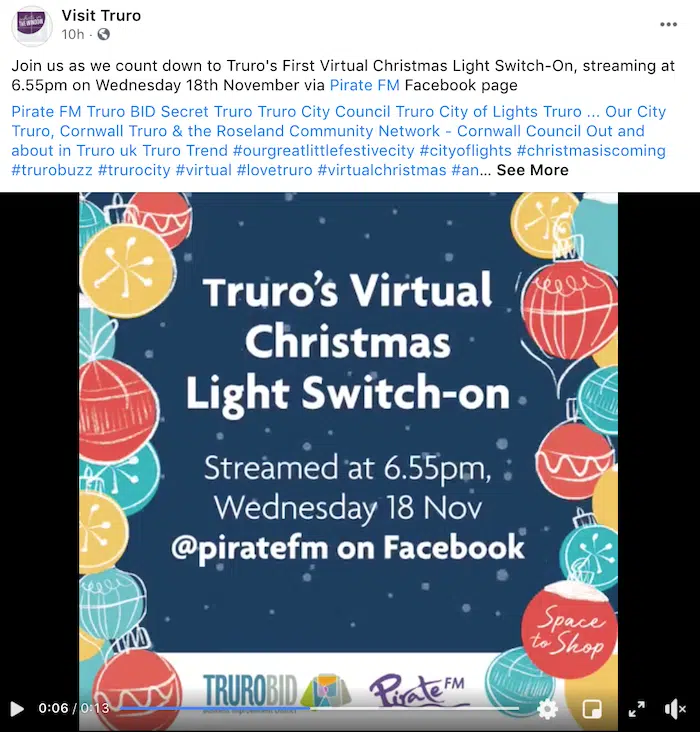 Visit Truro
10h ·
Join us as we count down to Truro's First Virtual Christmas Light Switch-On, streaming at
6.55pm on Wednesday 18th November via Pirate FM Facebook page
Pirate FM Truro BID Secret Truro Truro City Council Truro City of Lights Truro ... Our City
Truro, Cornwall Truro & the Roseland Community Network - Cornwall Council Out and
about in Truro uk Truro Trend #ourgreatlittlefestivecity #cityoflights #christmasiscoming
#trurobuzz #trurocity #virtual #lovetruro #virtualchristmas #an... See More
Truro's Virtual
Christmas
Light Switch-on
Streamed at 6.55pm,
Wednesday 18 Nov
@piratefm on Facebook
Space
to Shop
TRUROBID
Pirate FM
0:06 / 0:13